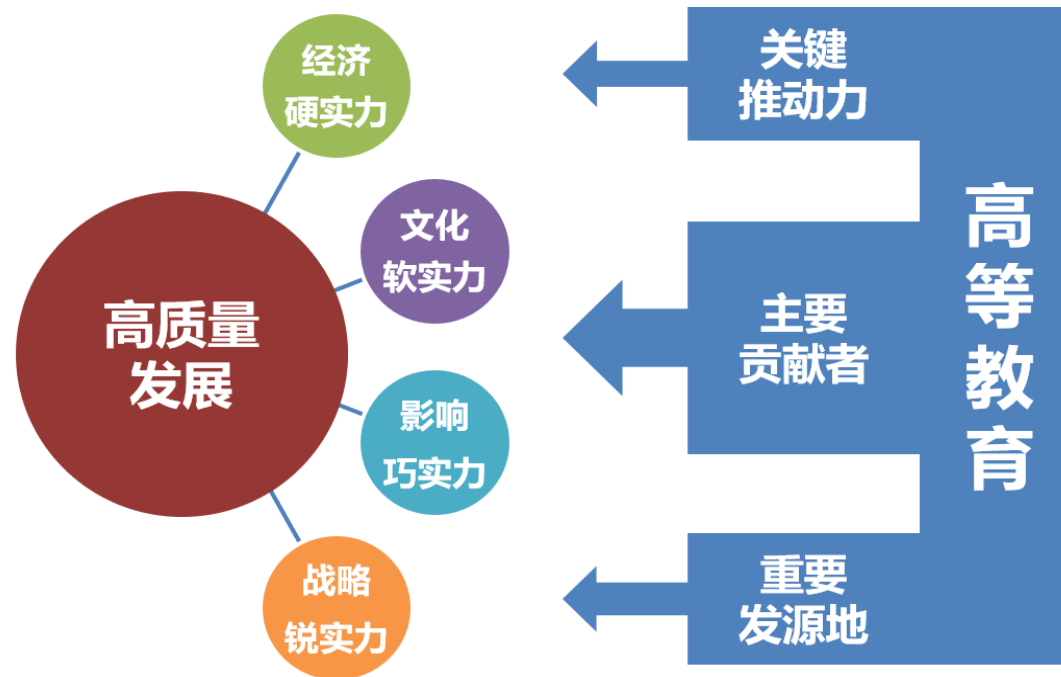 经济
硬实力
文化
软实力
高质量
发展
影响
巧实力
战略
锐实力
关键
推动力
主要
贡献者
重要
发源地
高等教育